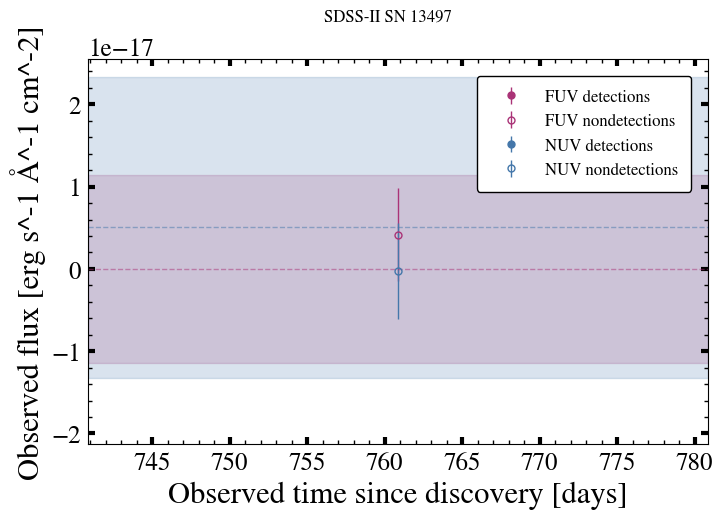 SDSS-II SN 13497
1e−17
Observed flux [erg s^-1 Å^-1 cm^-2]
2
1
0
−1
−2
FUV detections
FUV nondetections
NUV detections
NUV nondetections
745 750 755 760 765 770 775 780
Observed time since discovery [days]